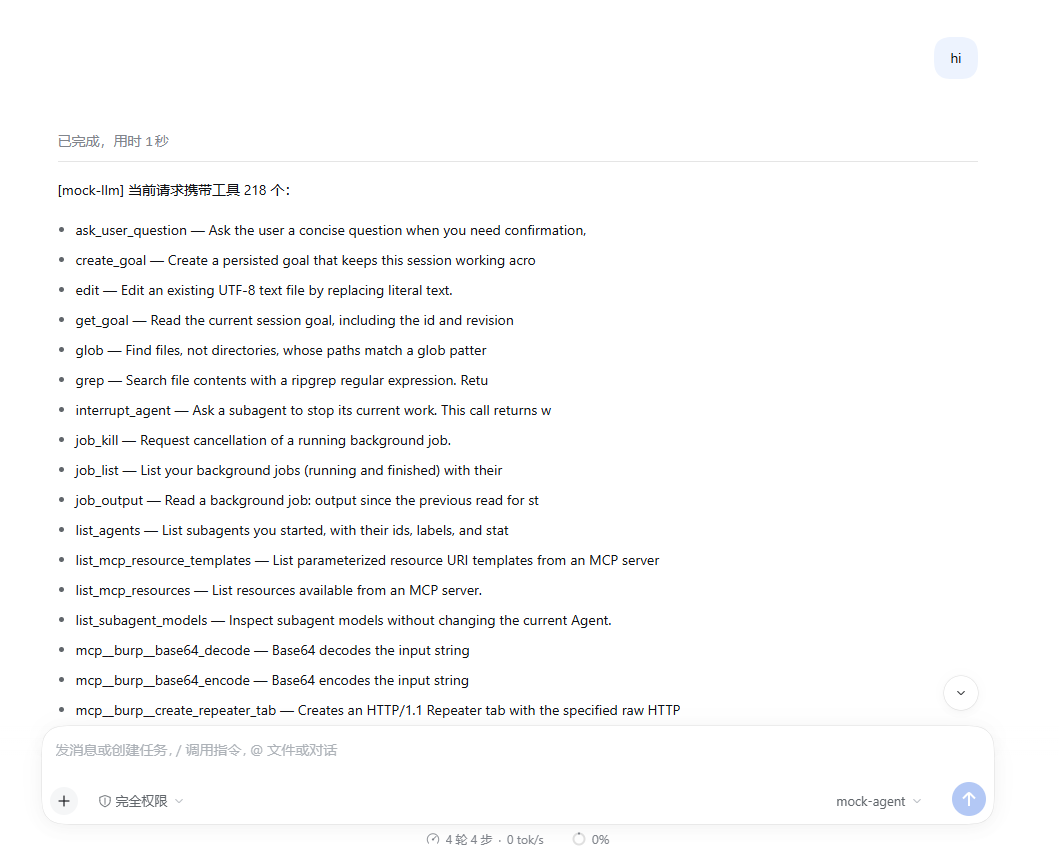 hi
已完成，用时 1秒
[mock-llm] 当前请求携带工具 218 个：
ask_user_question — Ask the user a concise question when you need confirmation,
create_goal — Create a persisted goal that keeps this session working acro
edit — Edit an existing UTF-8 text file by replacing literal text.
get_goal — Read the current session goal, including the id and revision
glob — Find files, not directories, whose paths match a glob patter
grep — Search file contents with a ripgrep regular expression. Retu
interrupt_agent — Ask a subagent to stop its current work. This call returns w
job_kill — Request cancellation of a running background job.
job_list — List your background jobs (running and finished) with their
job_output — Read a background job: output since the previous read for st
list_agents — List subagents you started, with their ids, labels, and stat
list_mcp_resource_templates — List parameterized resource URI templates from an MCP server
list_mcp_resources — List resources available from an MCP server.
list_subagent_models — Inspect subagent models without changing the current Agent.
mcp__burp__base64_decode — Base64 decodes the input string
mcp__burp__base64_encode — Base64 encodes the input string
mcp__burp__create_repeater_tab — Creates an HTTP/1.1 Repeater tab with the specified raw HTTP
发消息或创建任务, / 调用指令, @ 文件或对话
完全权限
mock-agent
4 轮 4 步 · 0 tok/s
0%